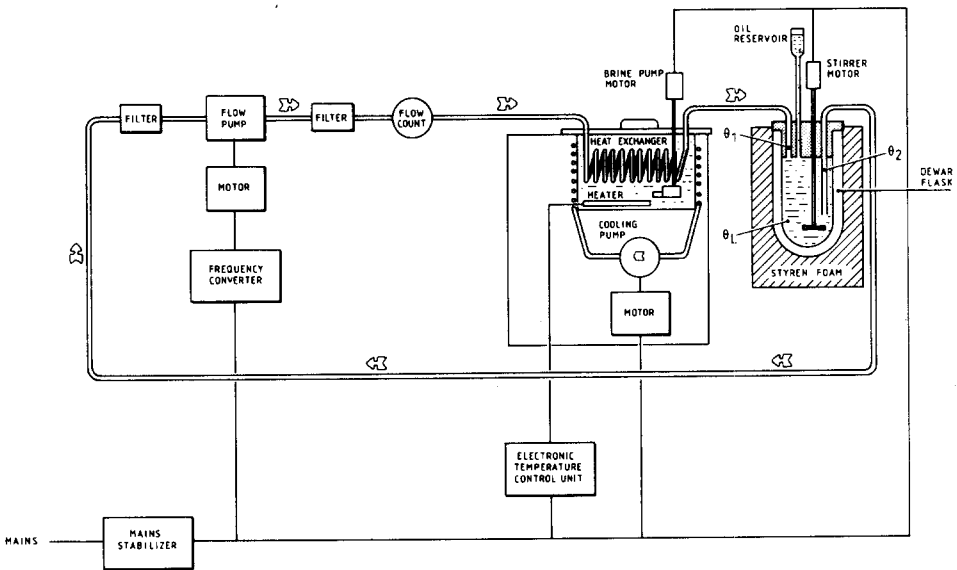 OIL
RESERVOIR
STIRRER
MOTOR
BRINE PUMP
MOTOR
FILTER
FLOW
PUMP
FILTER
FLOW
COUNT
HEAT EXCHANGER
θ1
θ2
MOTOR
HEATER
DEWAR
FLASK
COOLING
PUMP
θL
FREQUENCY
CONVERTER
STYREN FOAM
MOTOR
ELECTRONIC
TEMPERATURE
CONTROL UNIT
MAINS
MAINS
STABILIZER